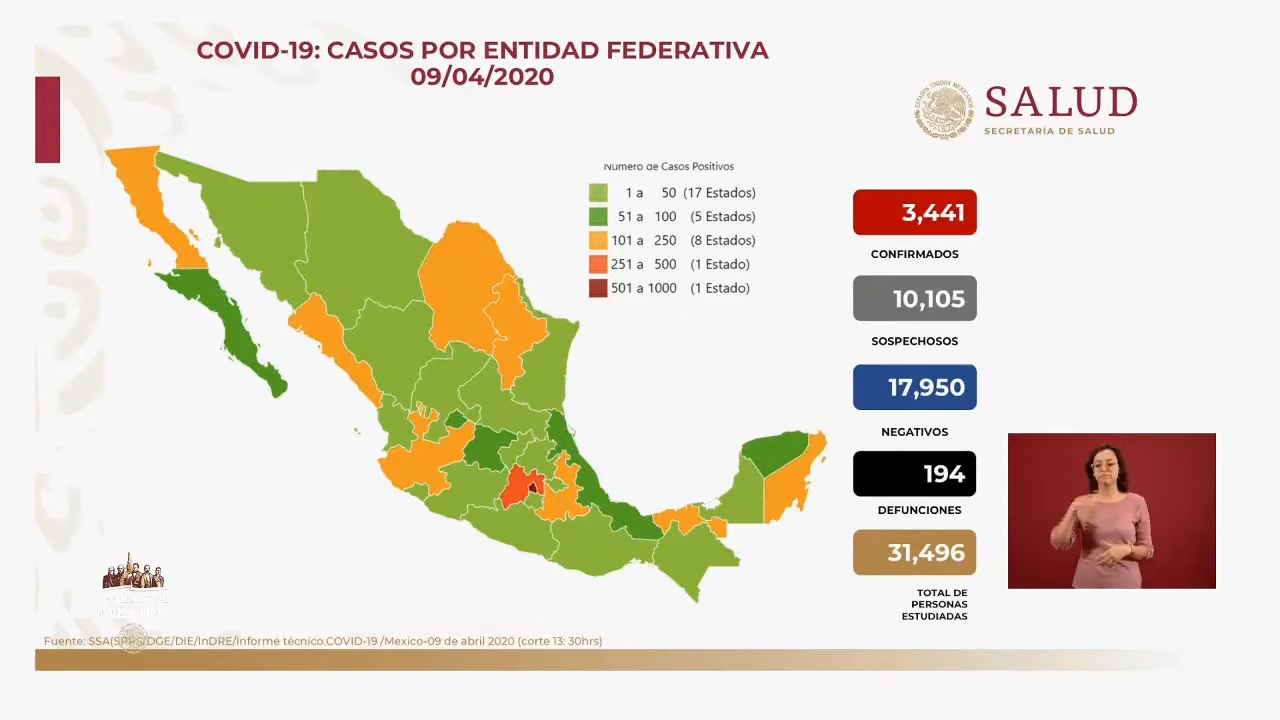 COVID-19: CASOS POR ENTIDAD FEDERATIVA
09/04/2020
ESTADOS UNIDOS MEXICANOS
SALUD
SECRETARÍA DE SALUD
Numero de Casos Positivos
1 a 50 (17 Estados)
51 a 100 (5 Estados)
101 a 250 (8 Estados)
251 a 500 (1 Estado)
501 a 1000 (1 Estado)
3,441
CONFIRMADOS
10,105
SOSPECHOSOS
17,950
NEGATIVOS
194
DEFUNCIONES
31,496
TOTAL DE
PERSONAS
ESTUDIADAS
Fuente: SSA(SPPS/DGE/DIE/InDRE/Informe técnico.COVID-19 /Mexico-09 de abril 2020 (corte 13: 30hrs)